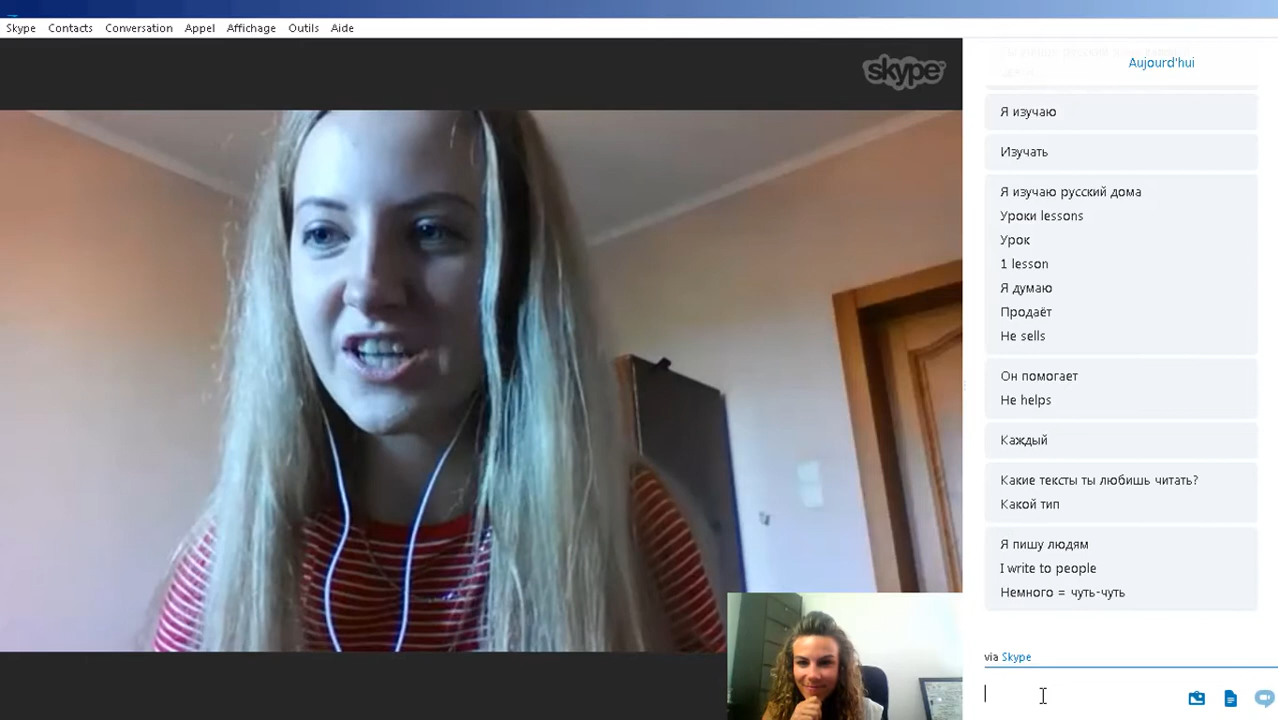 Skype Contacts Conversation Appel Affichage Outils Aide
skype
Aujourd'hui
Я изучаю
Изучать
Я изучаю русский дома
Уроки lessons
Урок
1 lesson
Я думаю
Продаёт
He sells
Он помогает
He helps
Каждый
Какие тексты ты любишь читать?
Какой тип
Я пишу людям
I write to people
Немного = чуть-чуть
via Skype